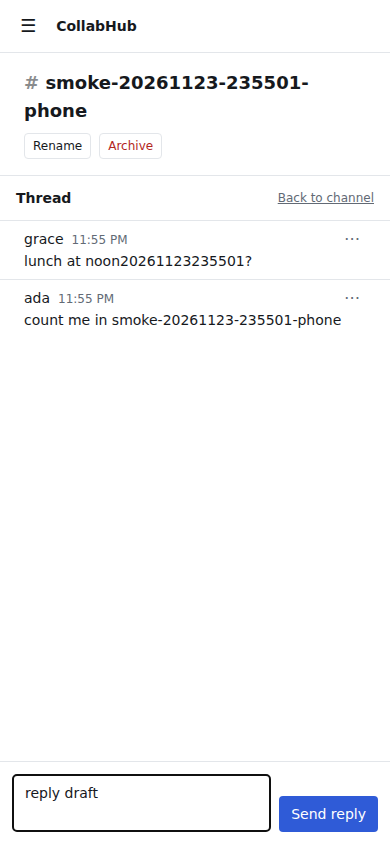 ☰ CollabHub
# smoke-20261123-235501-
phone
Rename Archive
Thread Back to channel
grace 11:55 PM ...
lunch at noon20261123235501?
ada 11:55 PM ...
count me in smoke-20261123-235501-phone
reply draft
Send reply